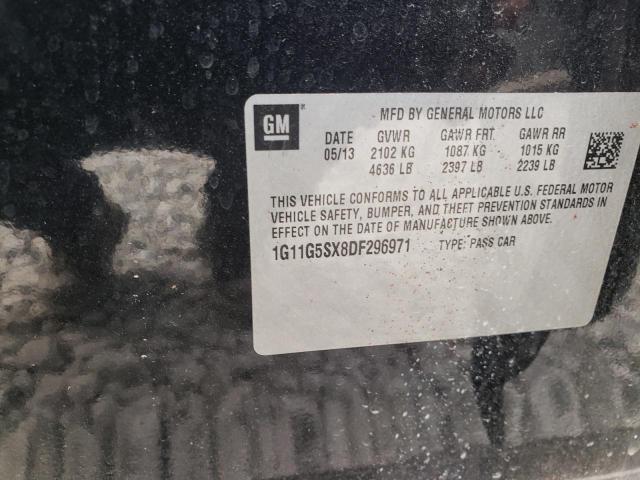 GM ®
MFD BY GENERAL MOTORS LLC
DATE GVWR GAWR FRT GAWR RR
05/13 2102 KG 1087 KG 1015 KG
4636 LB 2397 LB 2239 LB
THIS VEHICLE CONFORMS TO ALL APPLICABLE U.S. FEDERAL MOTOR
VEHICLE SAFETY, BUMPER, AND THEFT PREVENTION STANDARDS IN
EFFECT ON THE DATE OF MANUFACTURE SHOWN ABOVE.
1G11G5SX8DF296971 TYPE: PASS CAR